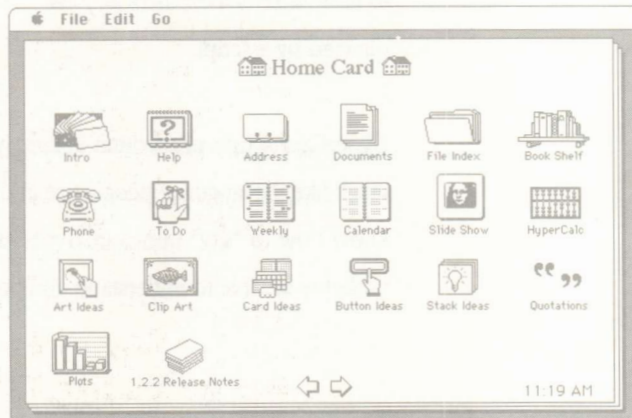 File Edit Go
Home Card
Intro Help Address Documents File Index Book Shelf
Phone To Do Weekly Calendar Slide Show HyperCalc
Art Ideas Clip Art Card Ideas Button Ideas Stack Ideas Quotations
Plots 1.2.2 Release Notes
11:19 AM